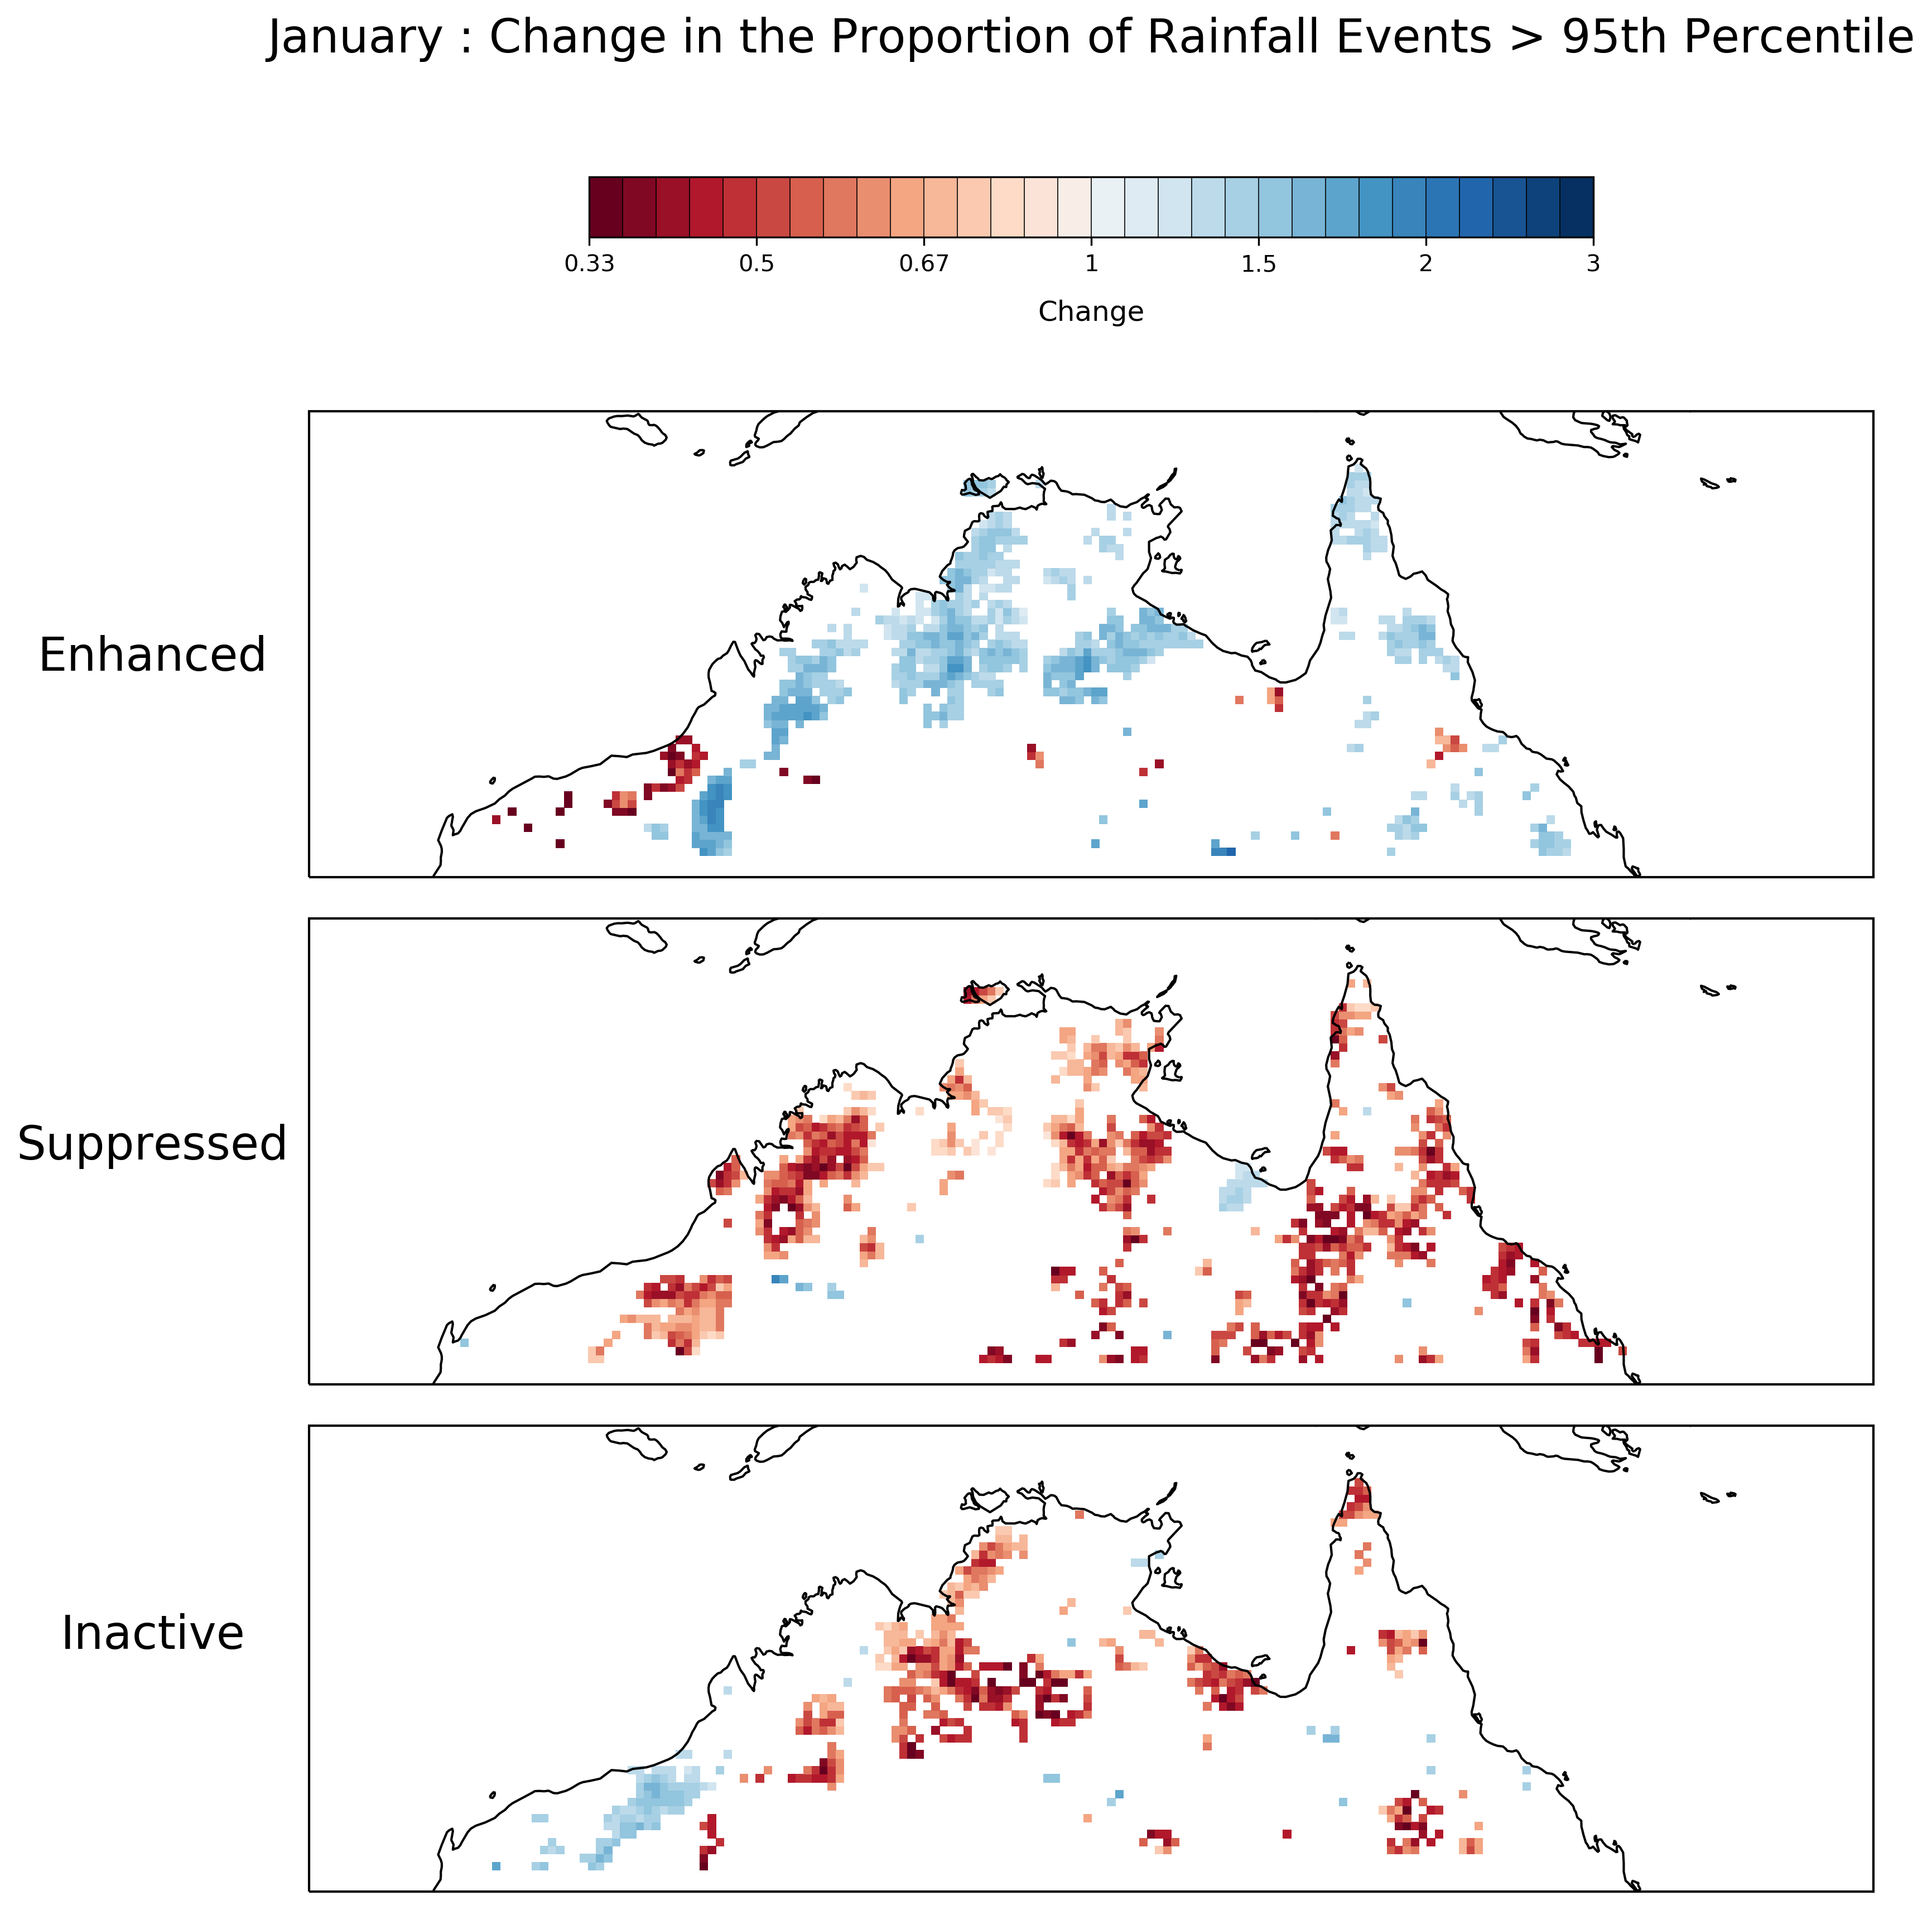 January : Change in the Proportion of Rainfall Events > 95th Percentile
0.33 0.5 0.67 1 1.5 2 3
Change
Enhanced
Suppressed
Inactive